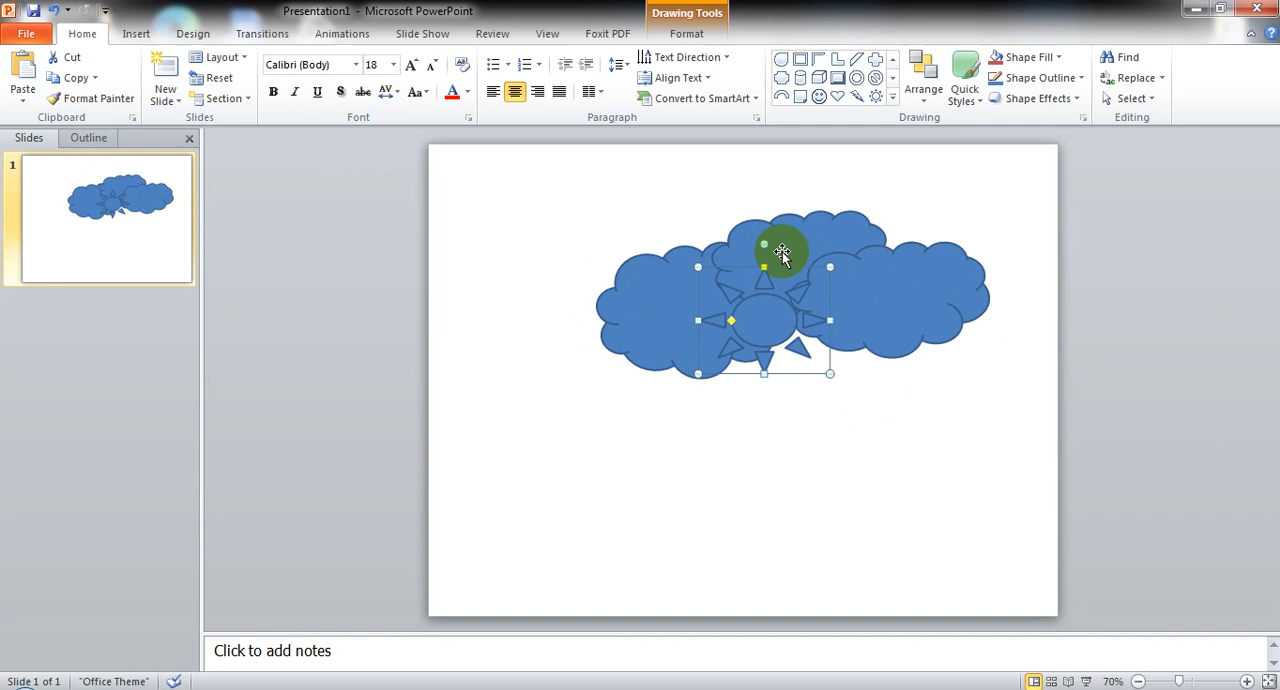 Presentation1 - Microsoft PowerPoint
Drawing Tools
File Home Insert Design Transitions Animations Slide Show Review View Foxit PDF Format
Paste
Cut
Copy
Format Painter
Clipboard
New Slide
Layout
Reset
Section
Slides
Calibri (Body) 18
B I U S abc AV Aa A
Font
Text Direction
Align Text
Convert to SmartArt
Paragraph
Arrange
Quick Styles
Shape Fill
Shape Outline
Shape Effects
Drawing
Find
Replace
Select
Editing
Slides Outline
1
Click to add notes
Slide 1 of 1 "Office Theme" 70%